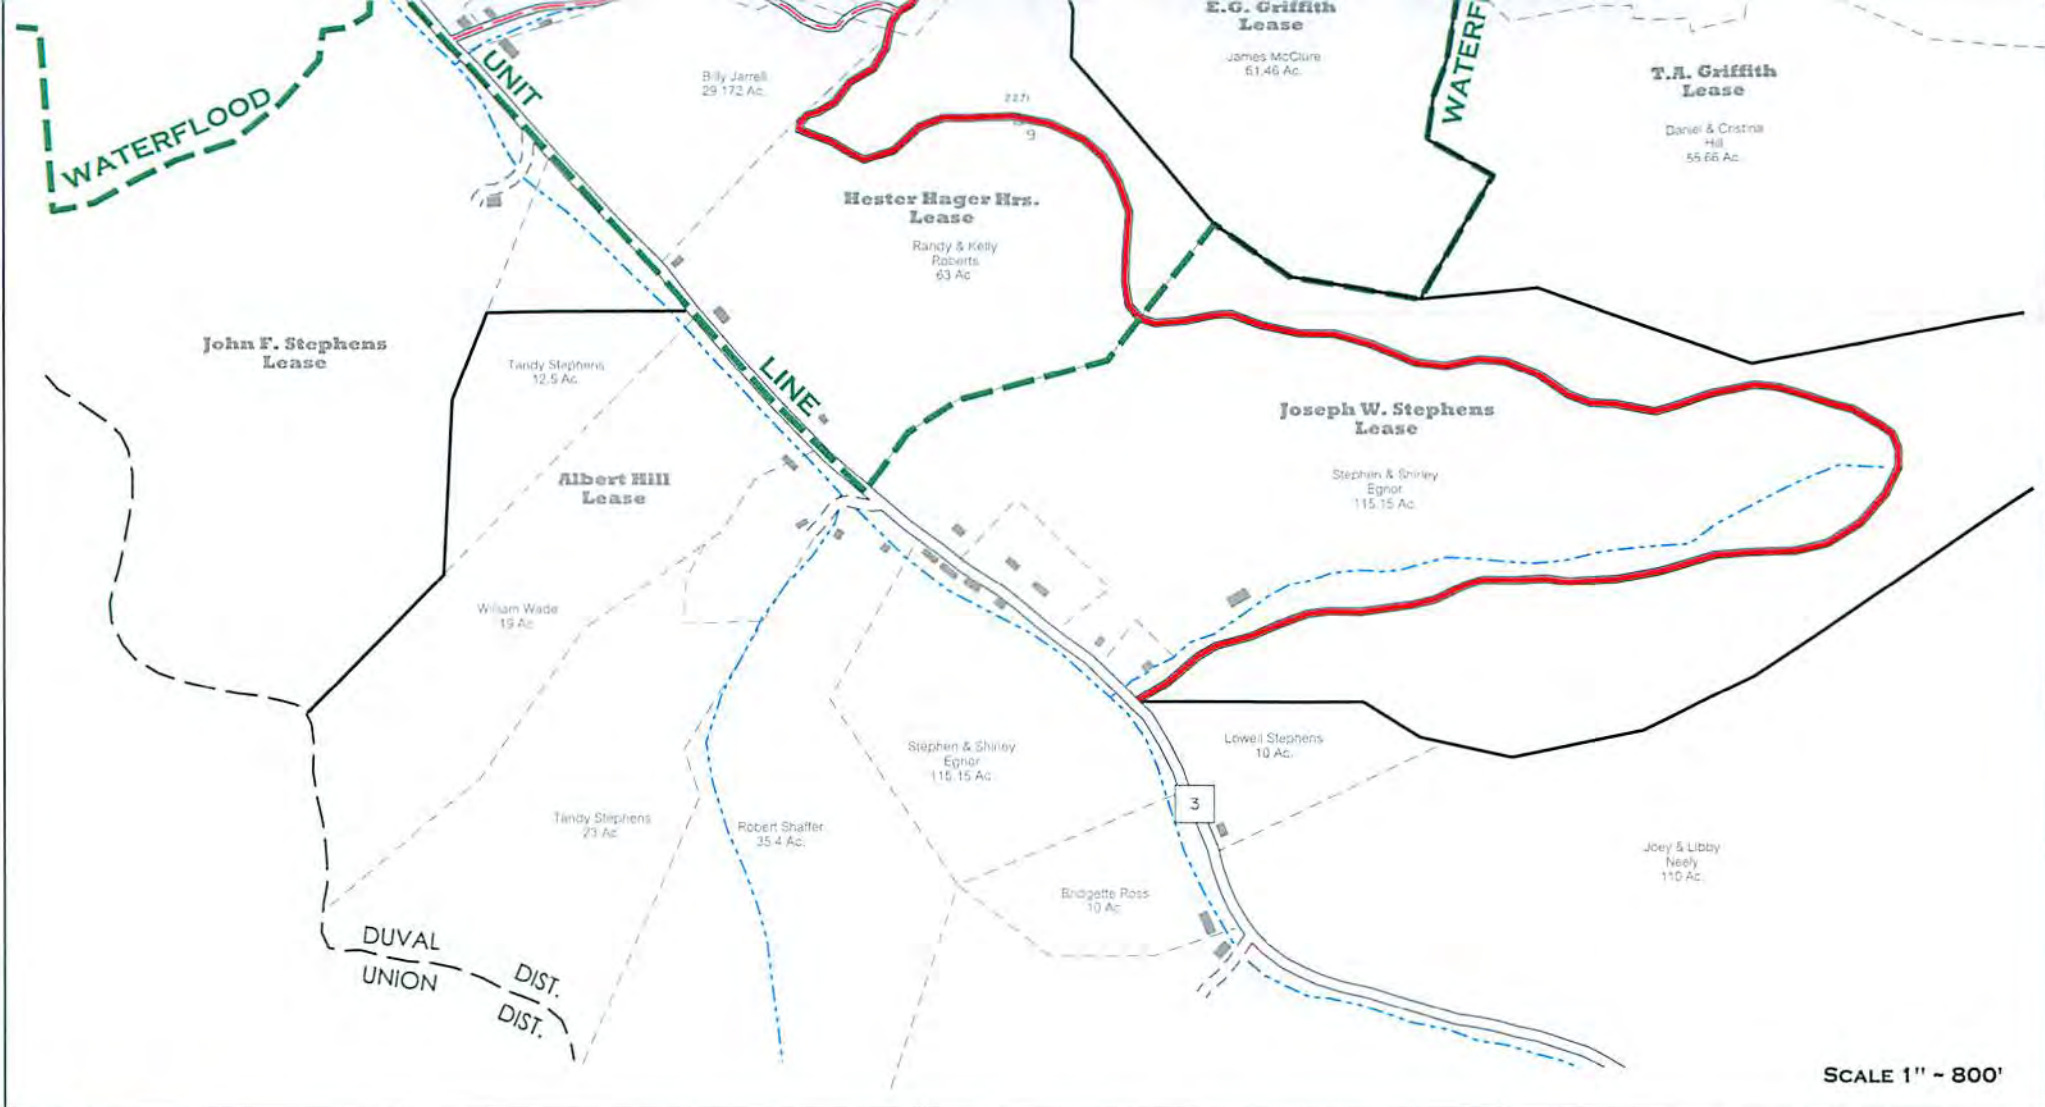 E.G. Griffith
Lease
James McClure
61.46 Ac.
WATERF
T.A. Griffith
Lease
Daniel & Cristina
Hill
55.66 Ac.
WATERFLOOD
UNIT
Billy Jarrell
29.172 Ac.
9
Hester Hager Hrs.
Lease
Randy & Kelly
Roberts
63 Ac
John F. Stephens
Lease
Tandy Stephens
12.5 Ac.
LINE
Joseph W. Stephens
Lease
Stephen & Shirley
Egnor
115.15 Ac.
Albert Hill
Lease
William Wade
19 Ac.
Stephen & Shirley
Egnor
115.15 Ac.
Lowell Stephens
10 Ac.
3
Tandy Stephens
23 Ac.
Robert Shaffer
35.4 Ac.
Joey & Libby
Neely
110 Ac.
Bridgette Ross
10 Ac.
DUVAL
UNION
DIST.
DIST.
SCALE 1" ~ 800'